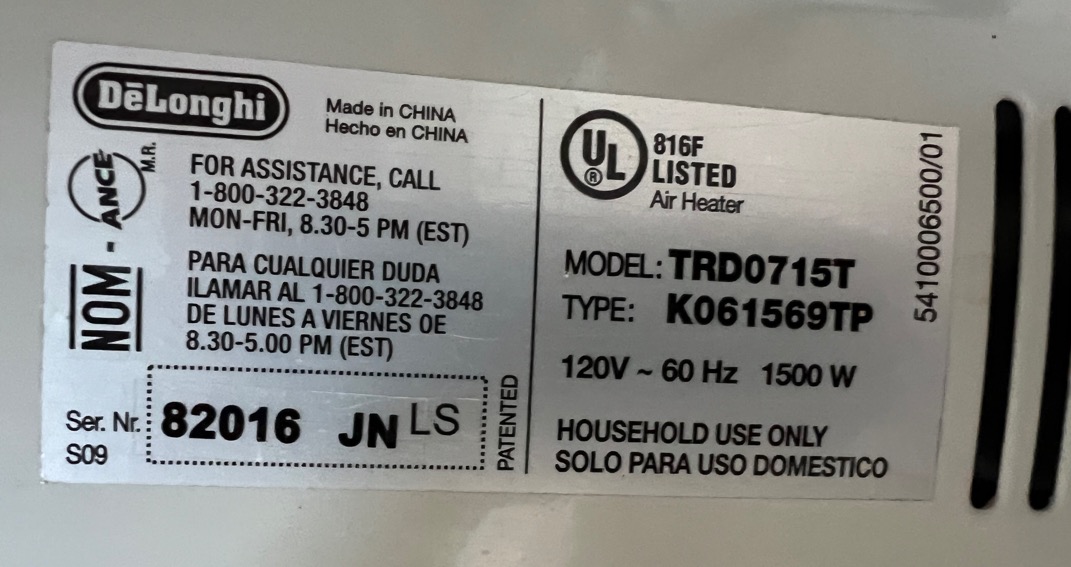 DēLonghi
Made in CHINA
Hecho en CHINA
NOM - ANCE
M.R.
FOR ASSISTANCE, CALL
1-800-322-3848
MON-FRI, 8.30-5 PM (EST)
PARA CUALQUIER DUDA
ILAMAR AL 1-800-322-3848
DE LUNES A VIERNES OE
8.30-5.00 PM (EST)
Ser. Nr. 82016 JN LS
S09
PATENTED
UL ®
816F
LISTED
Air Heater
MODEL: TRD0715T
TYPE: K061569TP
120V ~ 60 Hz 1500 W
HOUSEHOLD USE ONLY
SOLO PARA USO DOMESTICO
5410006500/01